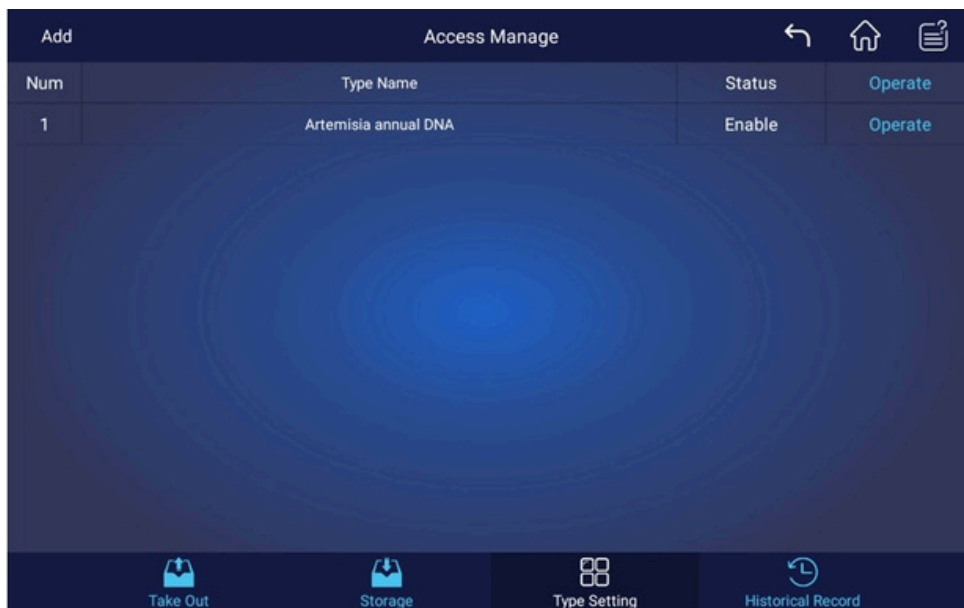 Add Access Manage
Num Type Name Status Operate
1 Artemisia annual DNA Enable Operate
Take Out Storage Type Setting Historical Record